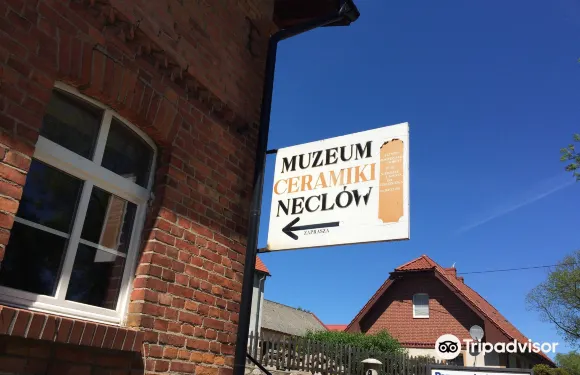 MUZEUM
CERAMIKI
NECLÓW
ZAPRASZA
Tripadvisor